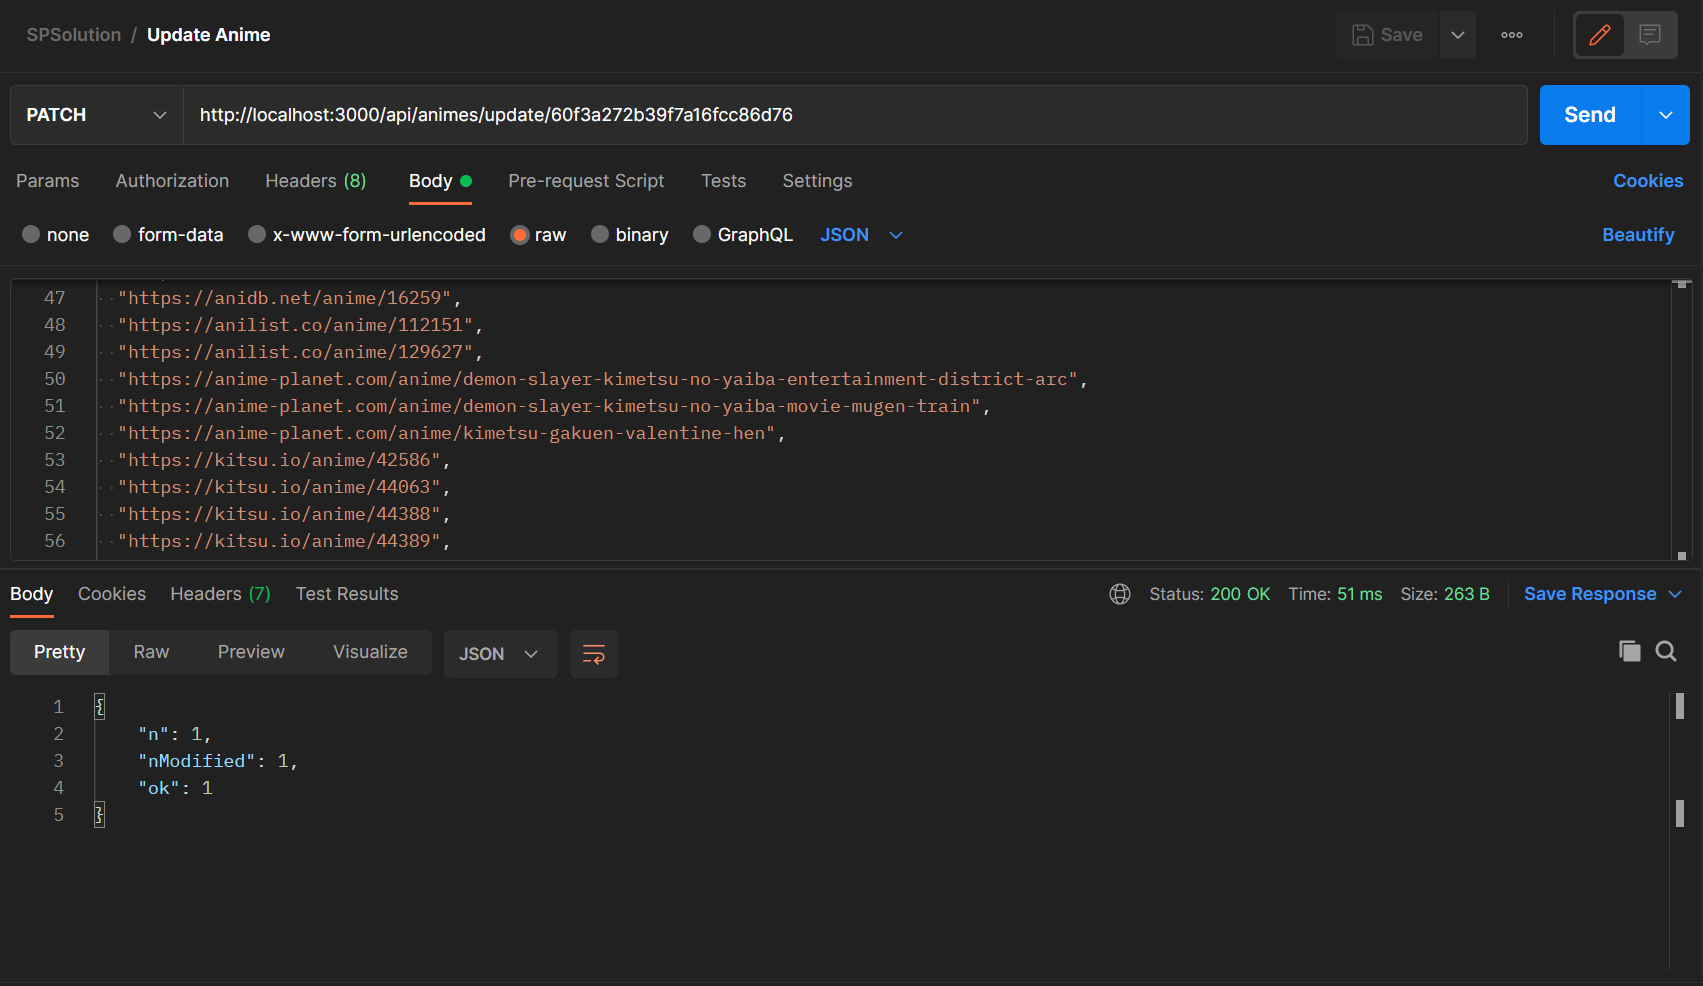 SPSolution / Update Anime
Save
PATCH
http://localhost:3000/api/animes/update/60f3a272b39f7a16fcc86d76
Send
Params Authorization Headers (8) Body Pre-request Script Tests Settings Cookies
none form-data x-www-form-urlencoded raw binary GraphQL JSON Beautify
47 "https://anidb.net/anime/16259",
48 "https://anilist.co/anime/112151",
49 "https://anilist.co/anime/129627",
50 "https://anime-planet.com/anime/demon-slayer-kimetsu-no-yaiba-entertainment-district-arc",
51 "https://anime-planet.com/anime/demon-slayer-kimetsu-no-yaiba-movie-mugen-train",
52 "https://anime-planet.com/anime/kimetsu-gakuen-valentine-hen",
53 "https://kitsu.io/anime/42586",
54 "https://kitsu.io/anime/44063",
55 "https://kitsu.io/anime/44388",
56 "https://kitsu.io/anime/44389",
Body Cookies Headers (7) Test Results Status: 200 OK Time: 51 ms Size: 263 B Save Response
Pretty Raw Preview Visualize JSON
1 {
2 "n": 1,
3 "nModified": 1,
4 "ok": 1
5 }